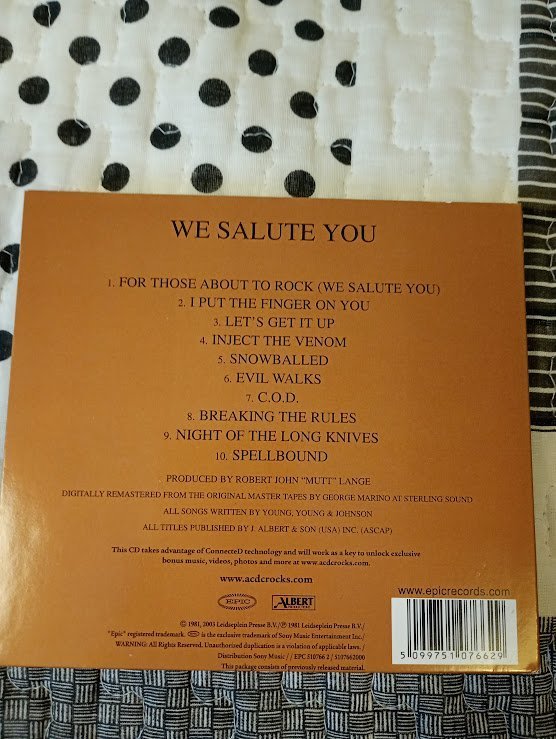 WE SALUTE YOU
1. FOR THOSE ABOUT TO ROCK (WE SALUTE YOU)
2. I PUT THE FINGER ON YOU
3. LET'S GET IT UP
4. INJECT THE VENOM
5. SNOWBALLED
6. EVIL WALKS
7. C.O.D.
8. BREAKING THE RULES
9. NIGHT OF THE LONG KNIVES
10. SPELLBOUND
PRODUCED BY ROBERT JOHN "MUTT" LANGE
DIGITALLY REMASTERED FROM THE ORIGINAL MASTER TAPES BY GEORGE MARINO AT STERLING SOUND
ALL SONGS WRITTEN BY YOUNG, YOUNG & JOHNSON
ALL TITLES PUBLISHED BY J. ALBERT & SON (USA) INC. (ASCAP)
This CD takes advantage of ConnecteD technology and will work as a key to unlock exclusive
bonus music, videos, photos and more at www.acdcrocks.com.
www.acdcrocks.com
EPIC
ALBERT
PRODUCTIONS
www.epicrecords.com
© 1981, 2003 Leidseplein Presse B.V./℗ 1981 Leidseplein Presse B.V./
"Epic" registered trademark. EPIC is the exclusive trademark of Sony Music Entertainment Inc./
WARNING: All Rights Reserved. Unauthorized duplication is a violation of applicable laws./
Distribution Sony Music / / EPC 510766 2 / 5107662000
This package consists of previously released material.
5 099751 076629